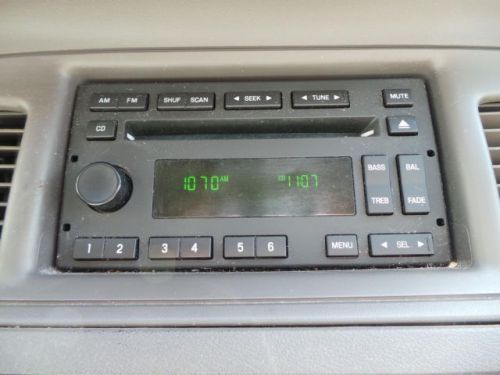 AM FM SHUF SCAN ◄ SEEK ► ◄ TUNE ► MUTE
CD
1070 AM CD 11:07
BASS BAL
TREB FADE
1 2 3 4 5 6 MENU ◄ SEL ►